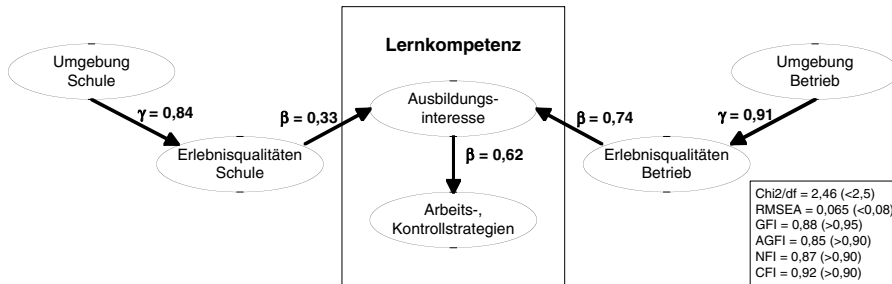 Lernkompetenz
Umgebung
Schule
Umgebung
Betrieb
γ = 0,84
β = 0,33
Ausbildungs-
interesse
β = 0,74
γ = 0,91
Erlebnisqualitäten
Schule
β = 0,62
Erlebnisqualitäten
Betrieb
Arbeits-,
Kontrollstrategien
Chi2/df = 2,46 (<2,5)
RMSEA = 0,065 (<0,08)
GFI = 0,88 (>0,95)
AGFI = 0,85 (>0,90)
NFI = 0,87 (>0,90)
CFI = 0,92 (>0,90)